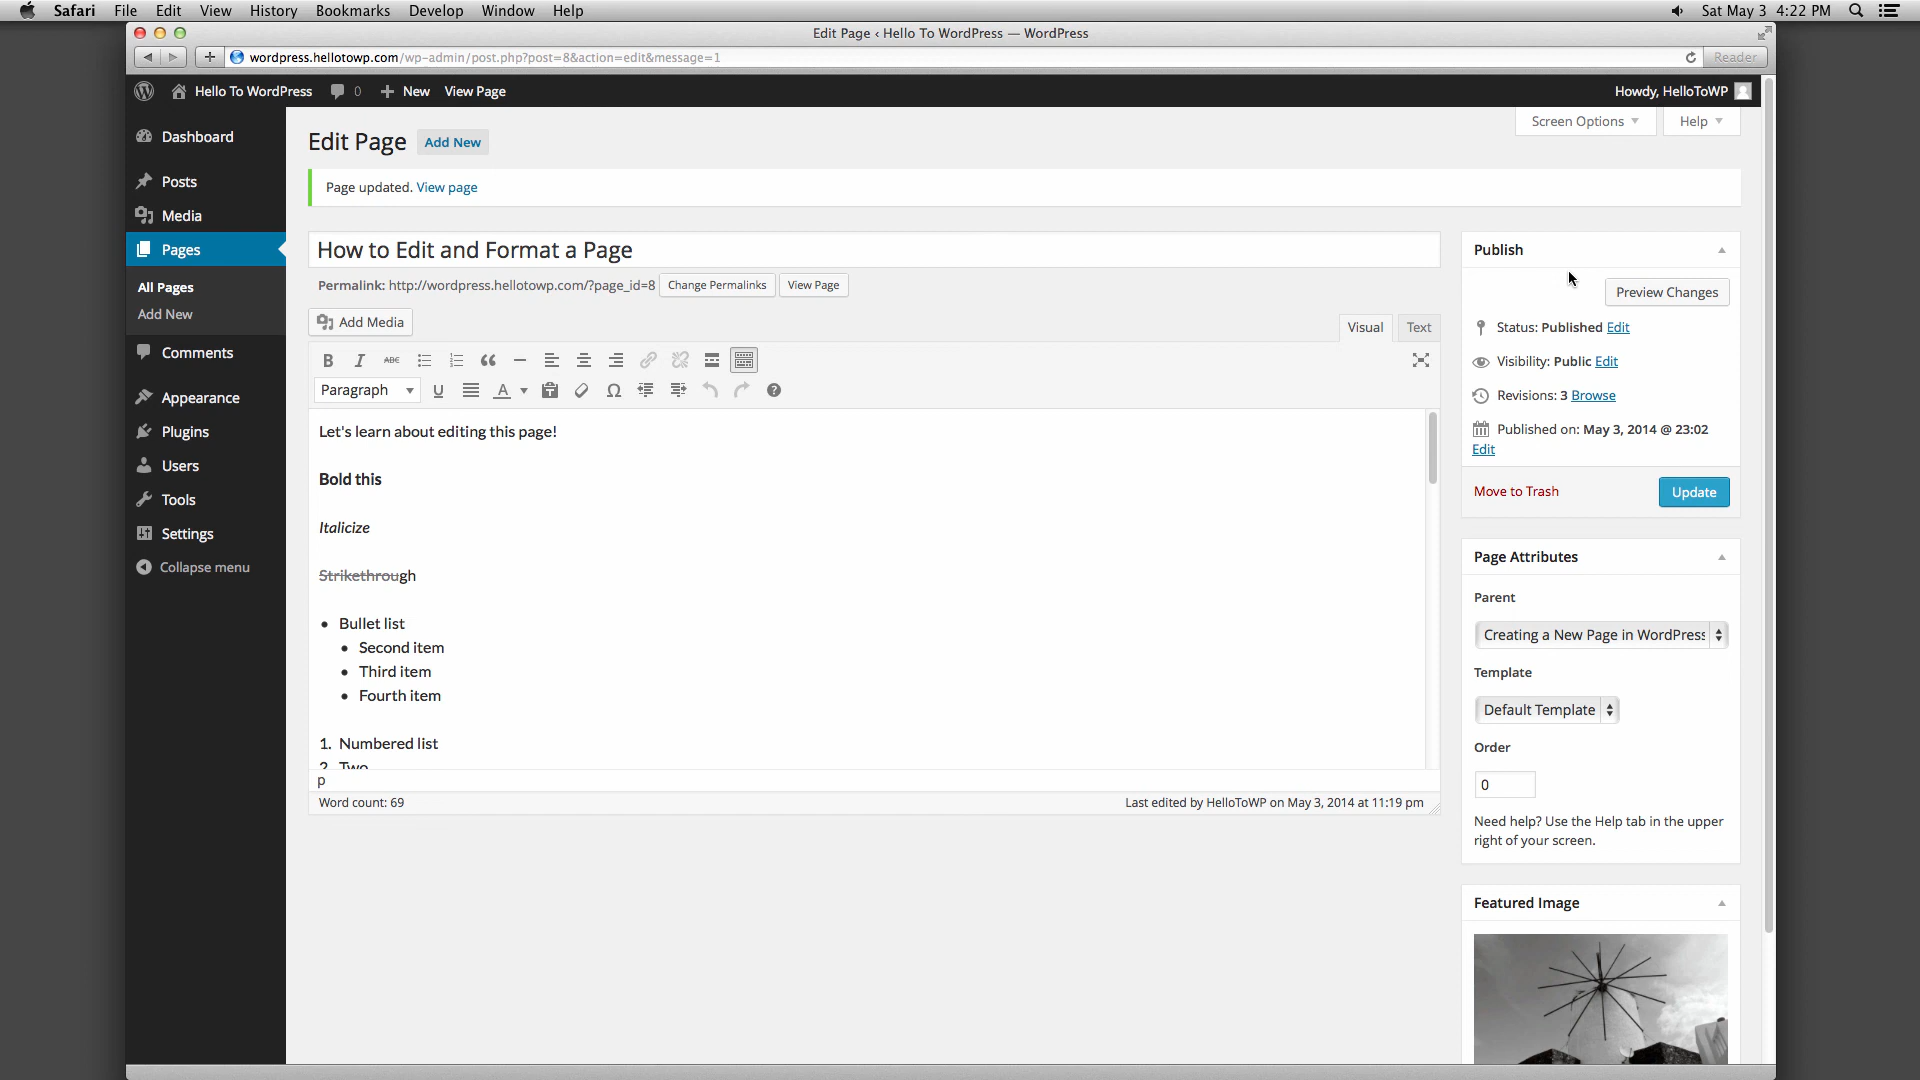 Safari File Edit View History Bookmarks Develop Window Help Sat May 3 4:22 PM
Edit Page ‹ Hello To WordPress — WordPress
wordpress.hellotowp.com/wp-admin/post.php?post=8&action=edit&message=1 Reader
Hello To WordPress 0 + New View Page Howdy, HelloToWP
Screen Options Help
Dashboard
Posts
Media
Pages
All Pages
Add New
Comments
Appearance
Plugins
Users
Tools
Settings
Collapse menu
Edit Page Add New
Page updated. View page
How to Edit and Format a Page
Permalink: http://wordpress.hellotowp.com/?page_id=8 Change Permalinks View Page
Add Media
Visual Text
B I ABC
Paragraph U A Ω ?
Let's learn about editing this page!
Bold this
Italicize
Strikethrough
• Bullet list
• Second item
• Third item
• Fourth item
1. Numbered list
2. Two
p
Word count: 69 Last edited by HelloToWP on May 3, 2014 at 11:19 pm
Publish
Preview Changes
Status: Published Edit
Visibility: Public Edit
Revisions: 3 Browse
Published on: May 3, 2014 @ 23:02
Edit
Move to Trash Update
Page Attributes
Parent
Creating a New Page in WordPress
Template
Default Template
Order
0
Need help? Use the Help tab in the upper
right of your screen.
Featured Image